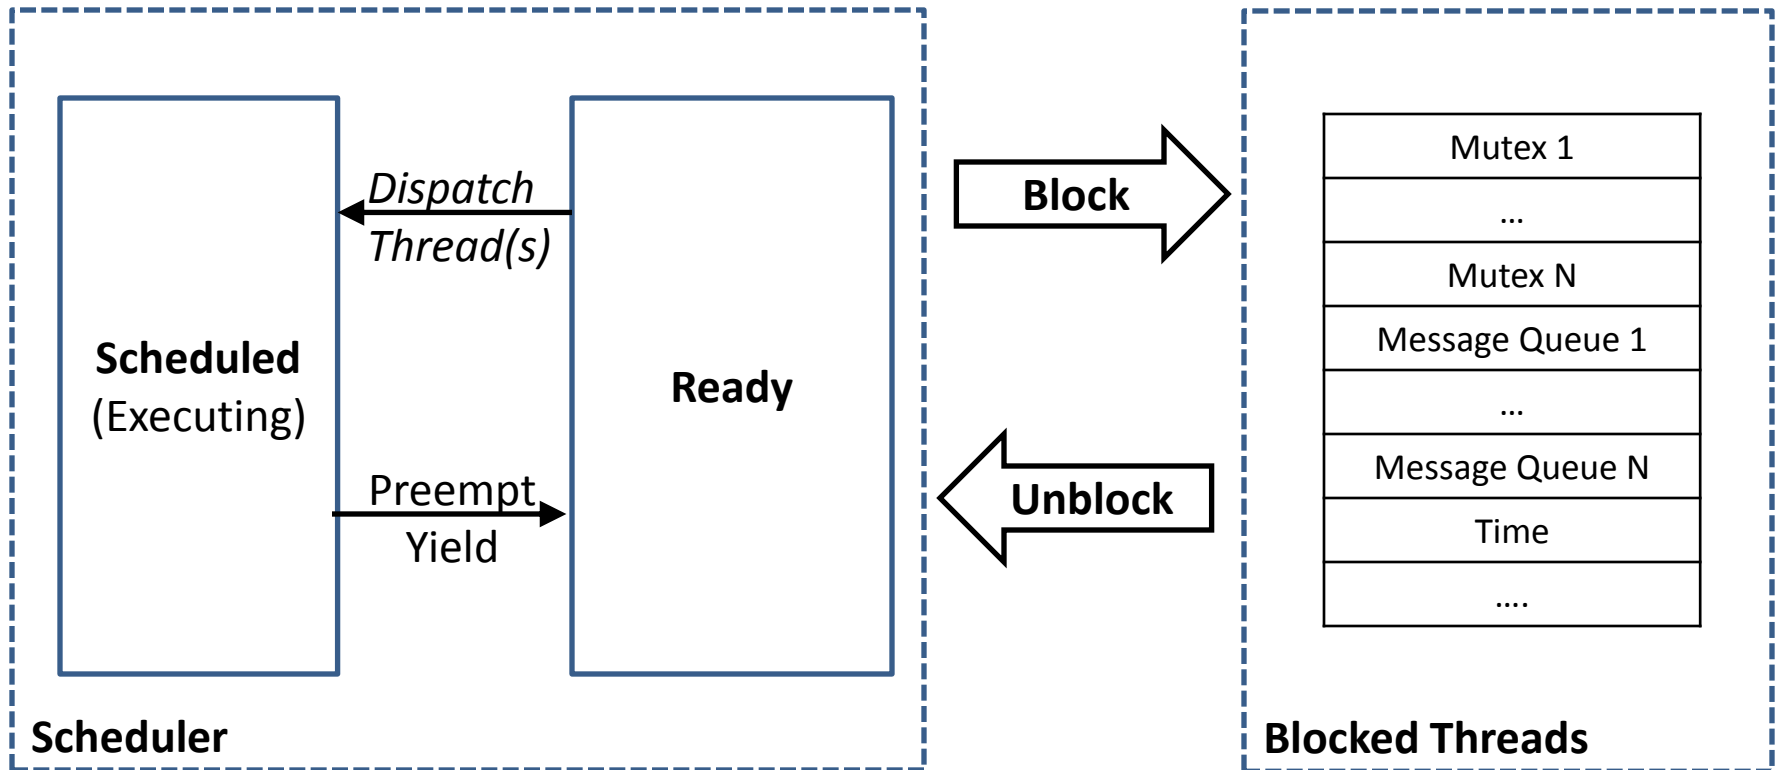 Dispatch
Thread(s)
Scheduled
(Executing)
Preempt
Yield
Ready
Scheduler
Block
Unblock
Mutex 1
...
Mutex N
Message Queue 1
...
Message Queue N
Time
....
Blocked Threads